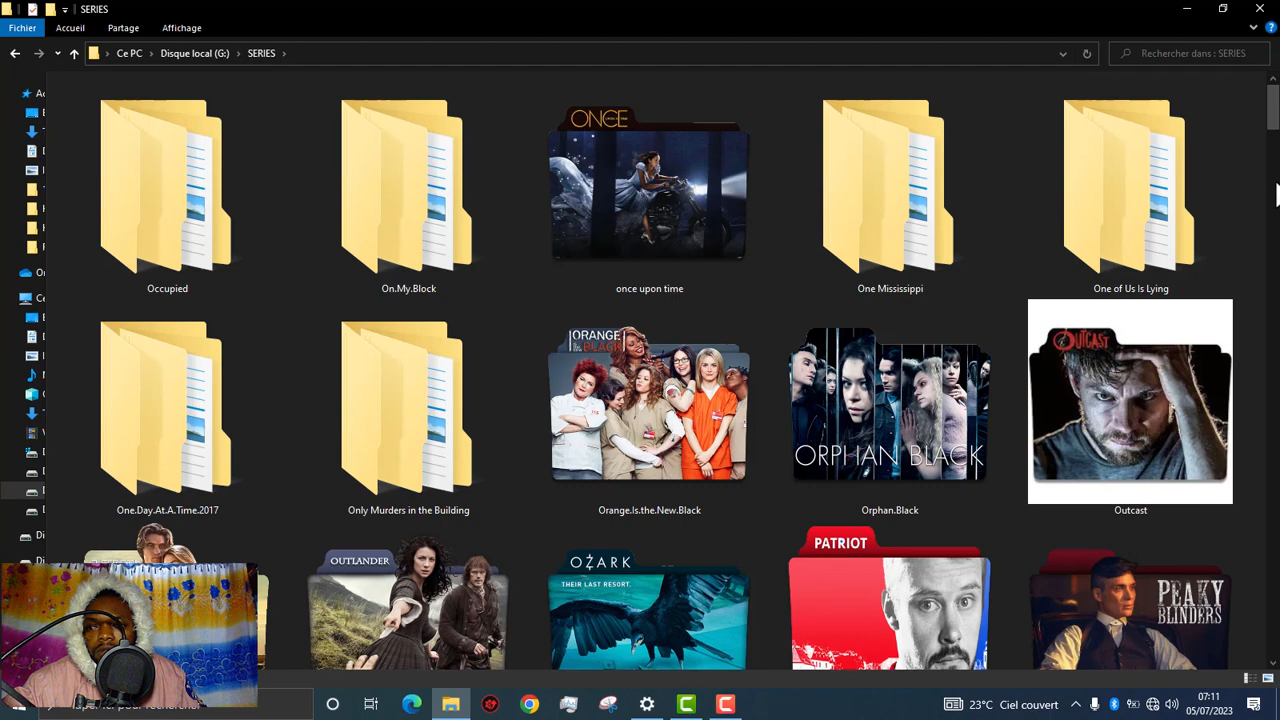 SERIES
Fichier
Accueil
Partage
Affichage
Ce PC
Disque local (G:)
SERIES
Rechercher dans : SERIES
ONCE
Occupied
On.My.Block
once upon time
One Mississippi
One of Us Is Lying
ORANGE
BLACK
ORPHAN BLACK
OUTCAST
One.Day.At.A.Time.2017
Only Murders in the Building
Orange.Is.the.New.Black
Orphan.Black
Outcast
OUTLANDER
OZARK
THEIR LAST RESORT.
PATRIOT
PEAKY
BLINDERS
23°C Ciel couvert
07:11
05/07/2023